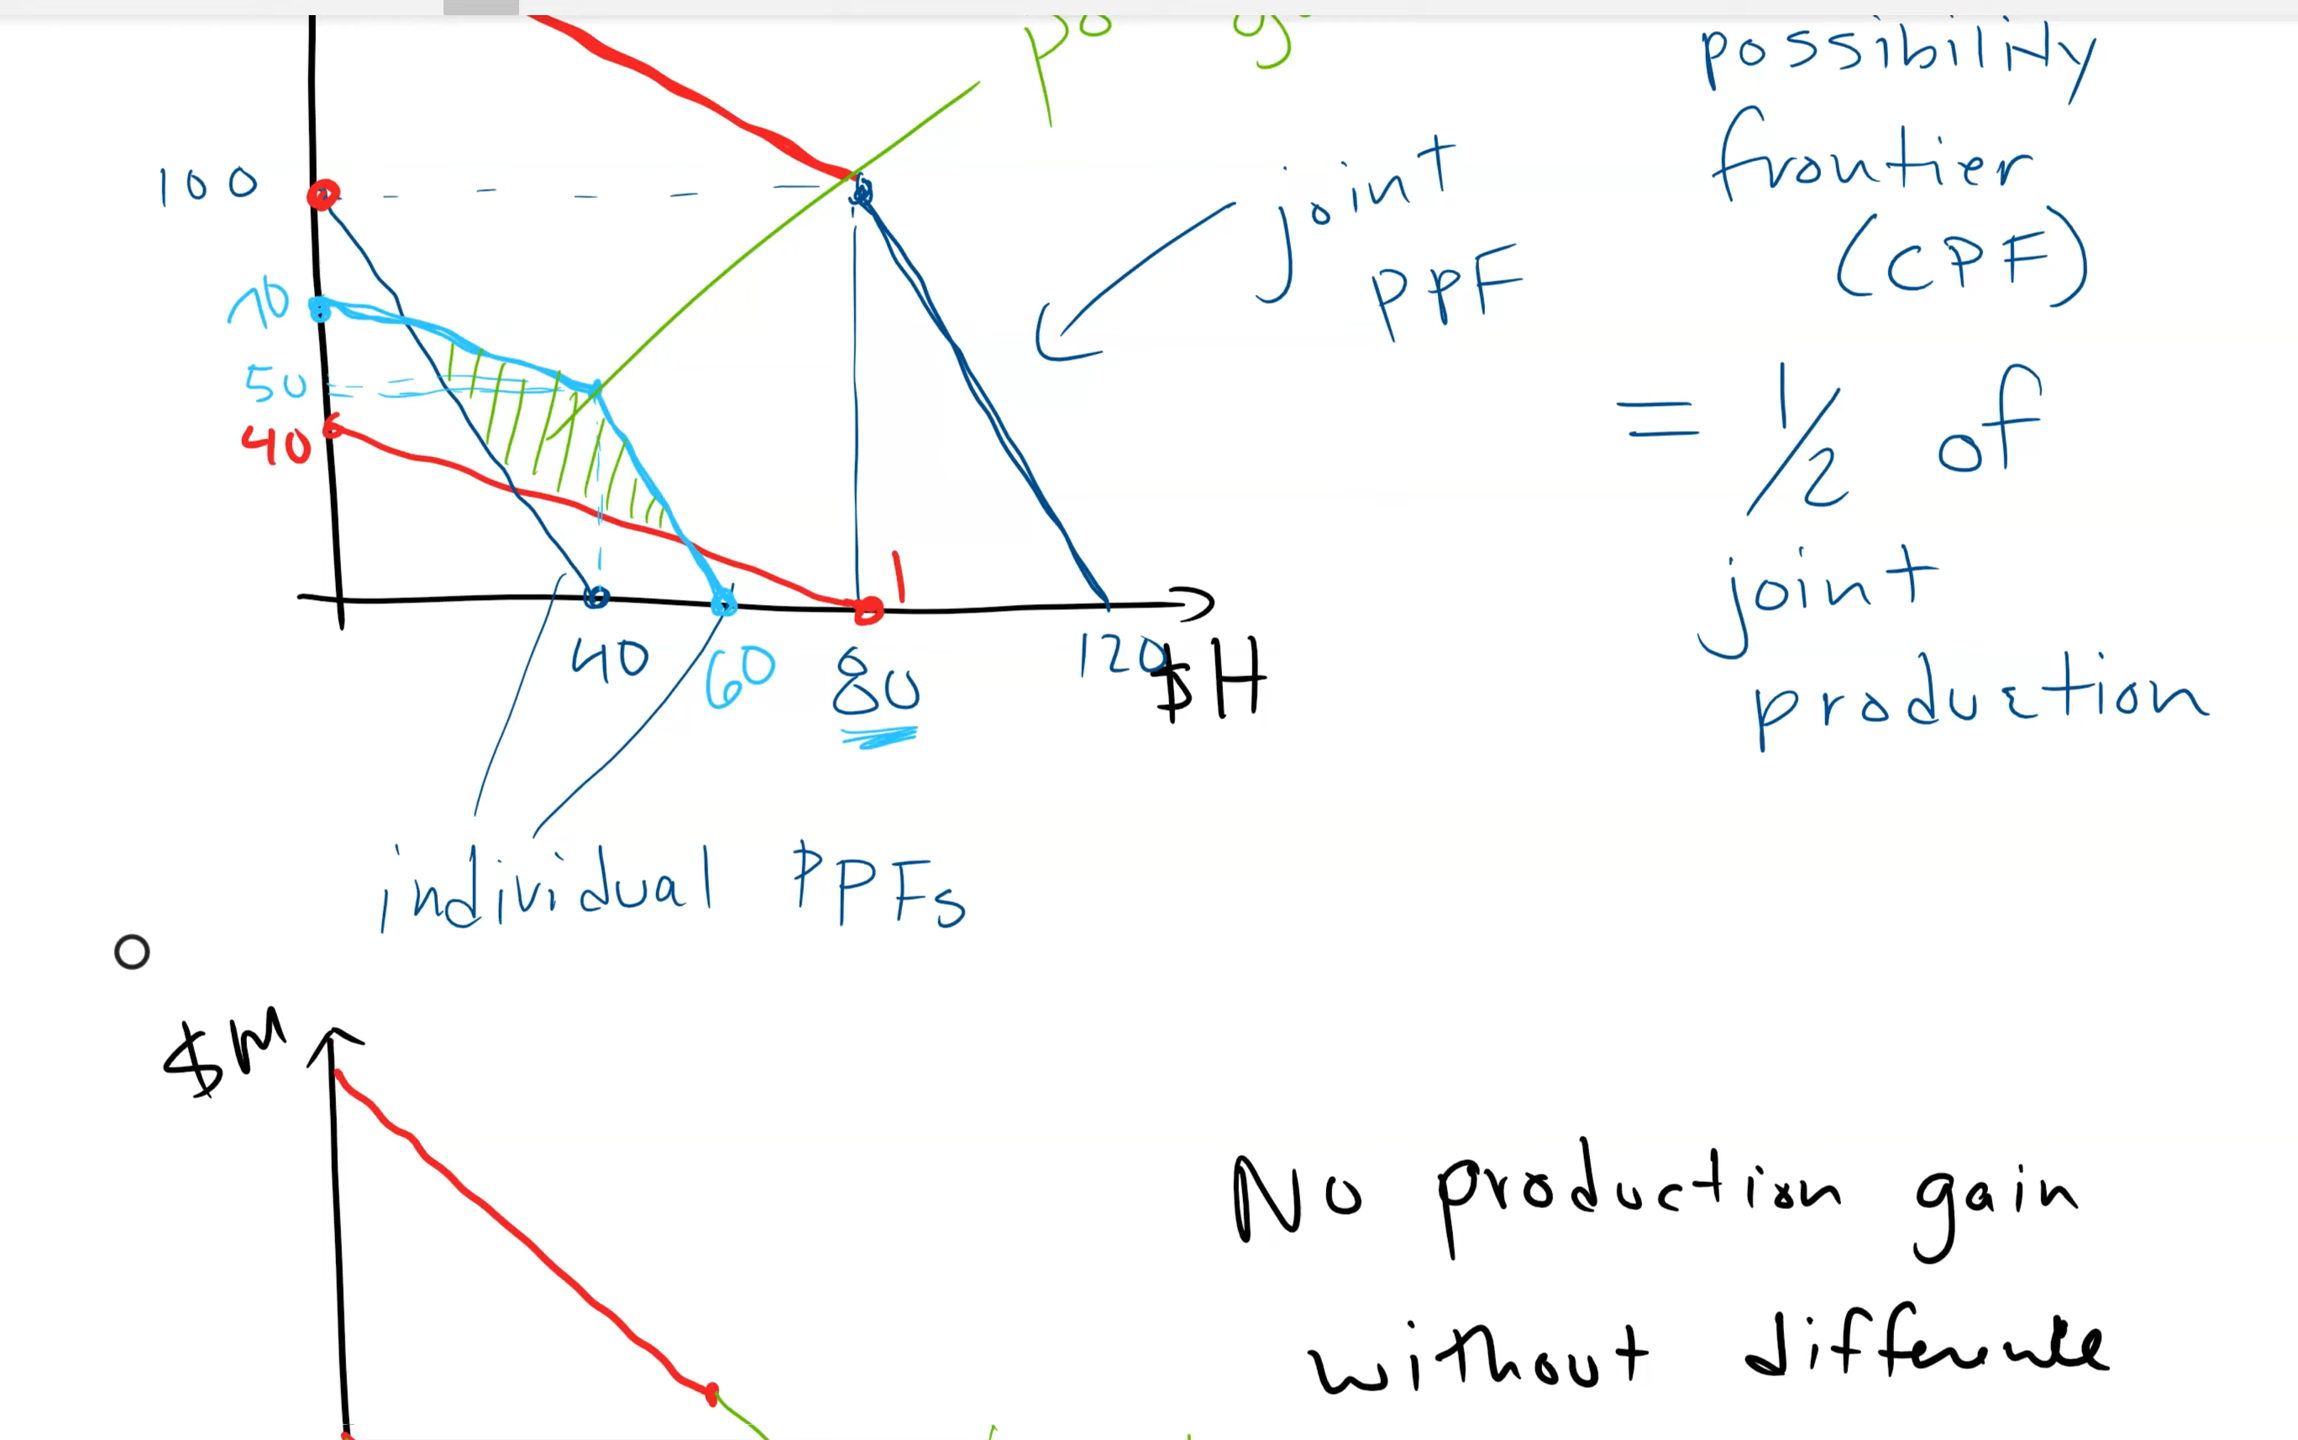 possibility
frontier
(CPF)
= 1/2 of
joint
production
joint
PPF
100
70
50
40
1
40
60
80
120
$H
individual PPFs
$M
No production gain
without difference